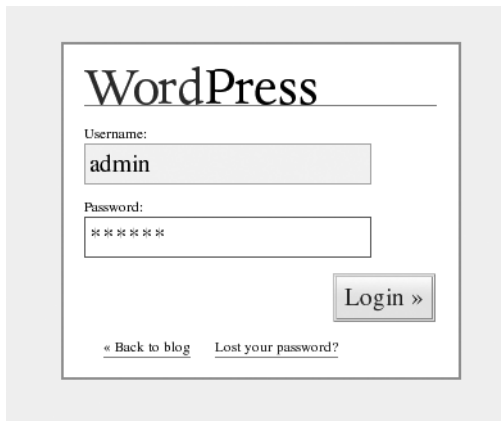 WordPress
Username:
admin
Password:
******
Login »
« Back to blog Lost your password?